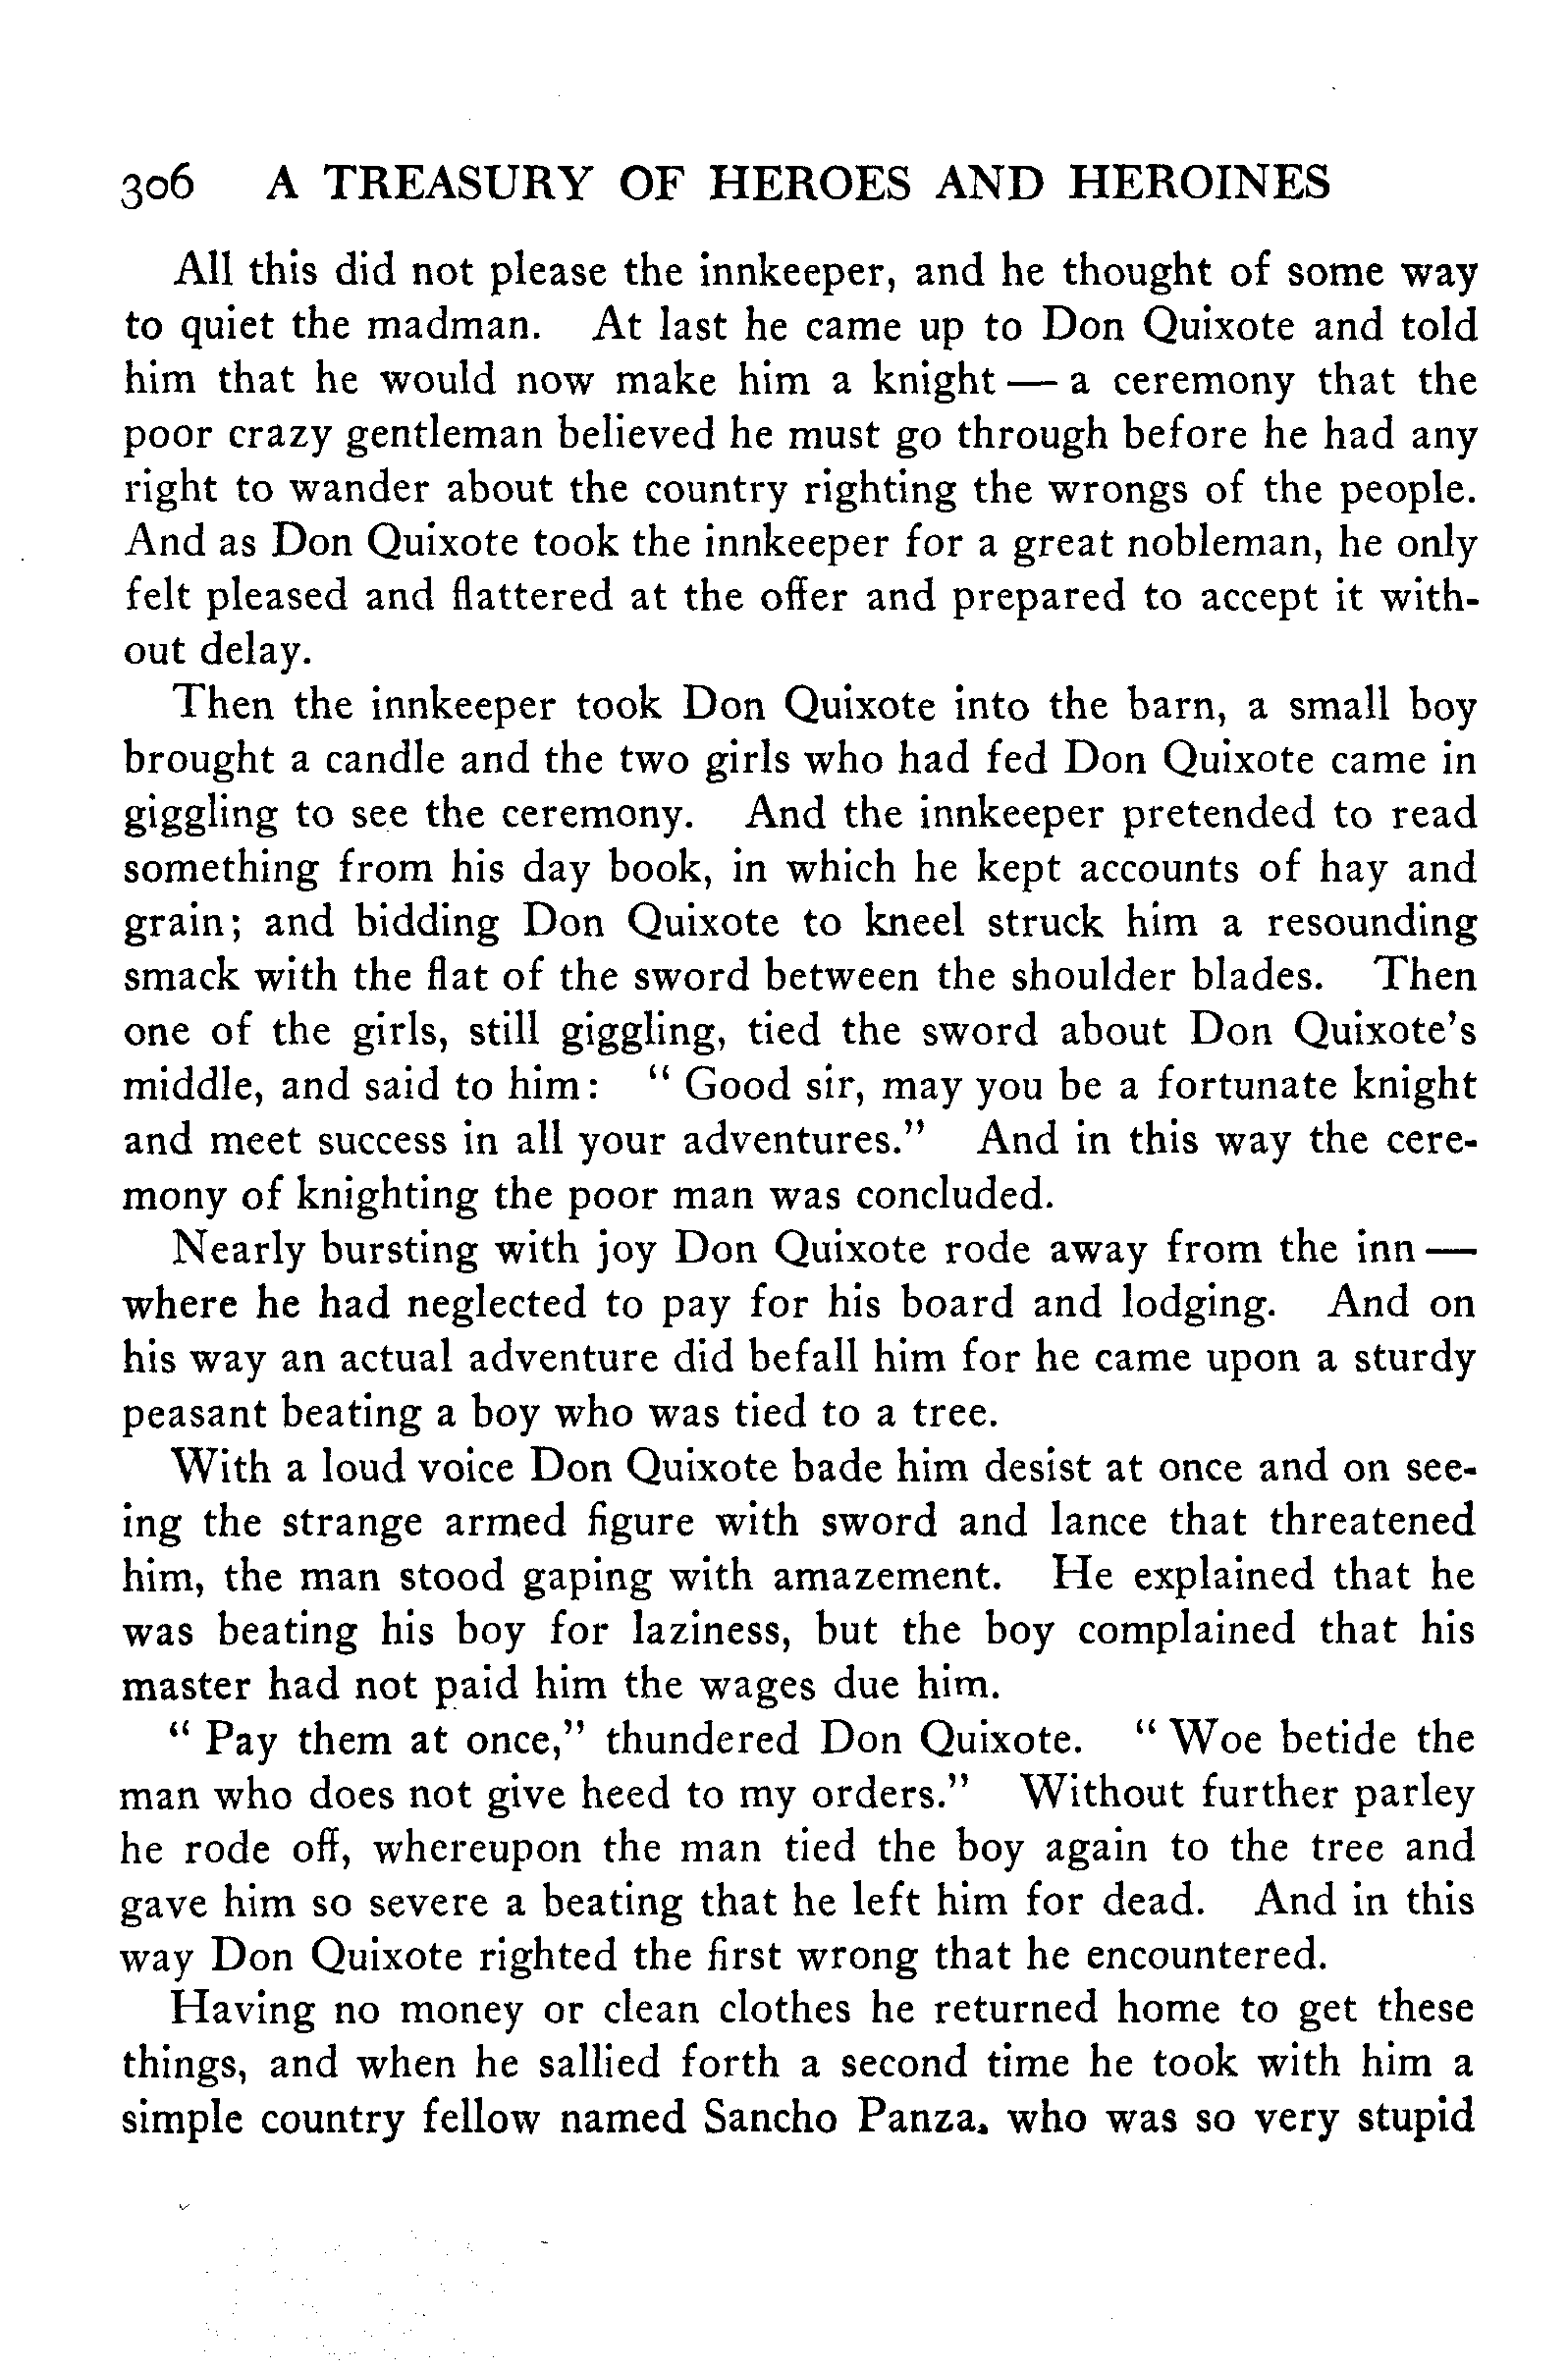 306 A TREASURY OF HEROES AND HEROINES
All this did not please the innkeeper, and he thought of some way
to quiet the madman. At last he came up to Don Quixote and told
him that he would now make him a knight — a ceremony that the
poor crazy gentleman believed he must go through before he had any
right to wander about the country righting the wrongs of the people.
And as Don Quixote took the innkeeper for a great nobleman, he only
felt pleased and flattered at the offer and prepared to accept it with-
out delay.
Then the innkeeper took Don Quixote into the barn, a small boy
brought a candle and the two girls who had fed Don Quixote came in
giggling to see the ceremony. And the innkeeper pretended to read
something from his day book, in which he kept accounts of hay and
grain; and bidding Don Quixote to kneel struck him a resounding
smack with the flat of the sword between the shoulder blades. Then
one of the girls, still giggling, tied the sword about Don Quixote's
middle, and said to him: " Good sir, may you be a fortunate knight
and meet success in all your adventures." And in this way the cere-
mony of knighting the poor man was concluded.
Nearly bursting with joy Don Quixote rode away from the inn —
where he had neglected to pay for his board and lodging. And on
his way an actual adventure did befall him for he came upon a sturdy
peasant beating a boy who was tied to a tree.
With a loud voice Don Quixote bade him desist at once and on see-
ing the strange armed figure with sword and lance that threatened
him, the man stood gaping with amazement. He explained that he
was beating his boy for laziness, but the boy complained that his
master had not paid him the wages due him.
" Pay them at once," thundered Don Quixote. " Woe betide the
man who does not give heed to my orders." Without further parley
he rode off, whereupon the man tied the boy again to the tree and
gave him so severe a beating that he left him for dead. And in this
way Don Quixote righted the first wrong that he encountered.
Having no money or clean clothes he returned home to get these
things, and when he sallied forth a second time he took with him a
simple country fellow named Sancho Panza, who was so very stupid